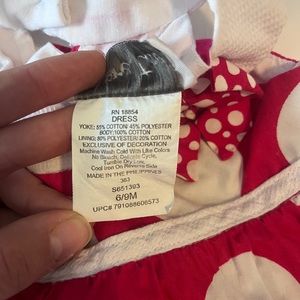 RN 18854
DRESS
YOKE: 55% COTTON 45% POLYESTER
BODY:100% COTTON
LINING: 80% POLYESTER/ 20% COTTON
EXCLUSIVE OF DECORATION
Machine Wash Cold With Like Colors
No Bleach, Delicate Cycle,
Tumble Dry Low,
Cool Iron On Reverse Side
MADE IN THE PHILIPPINES
383
S651393
6/9M
UPC# 791088606573